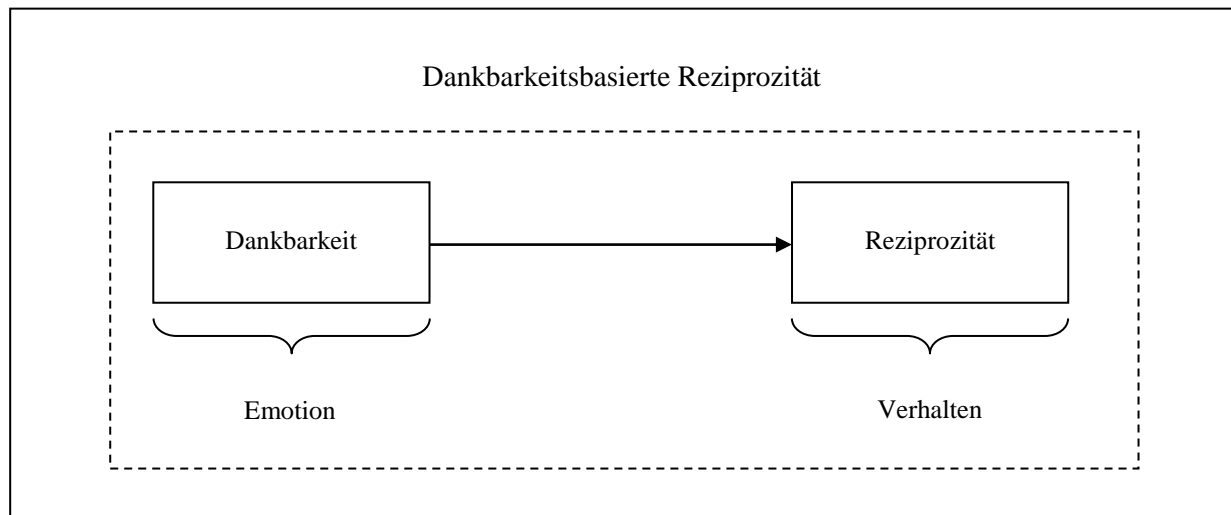 Dankbarkeitsbasierte Reziprozität
Dankbarkeit
Reziprozität
Emotion
Verhalten